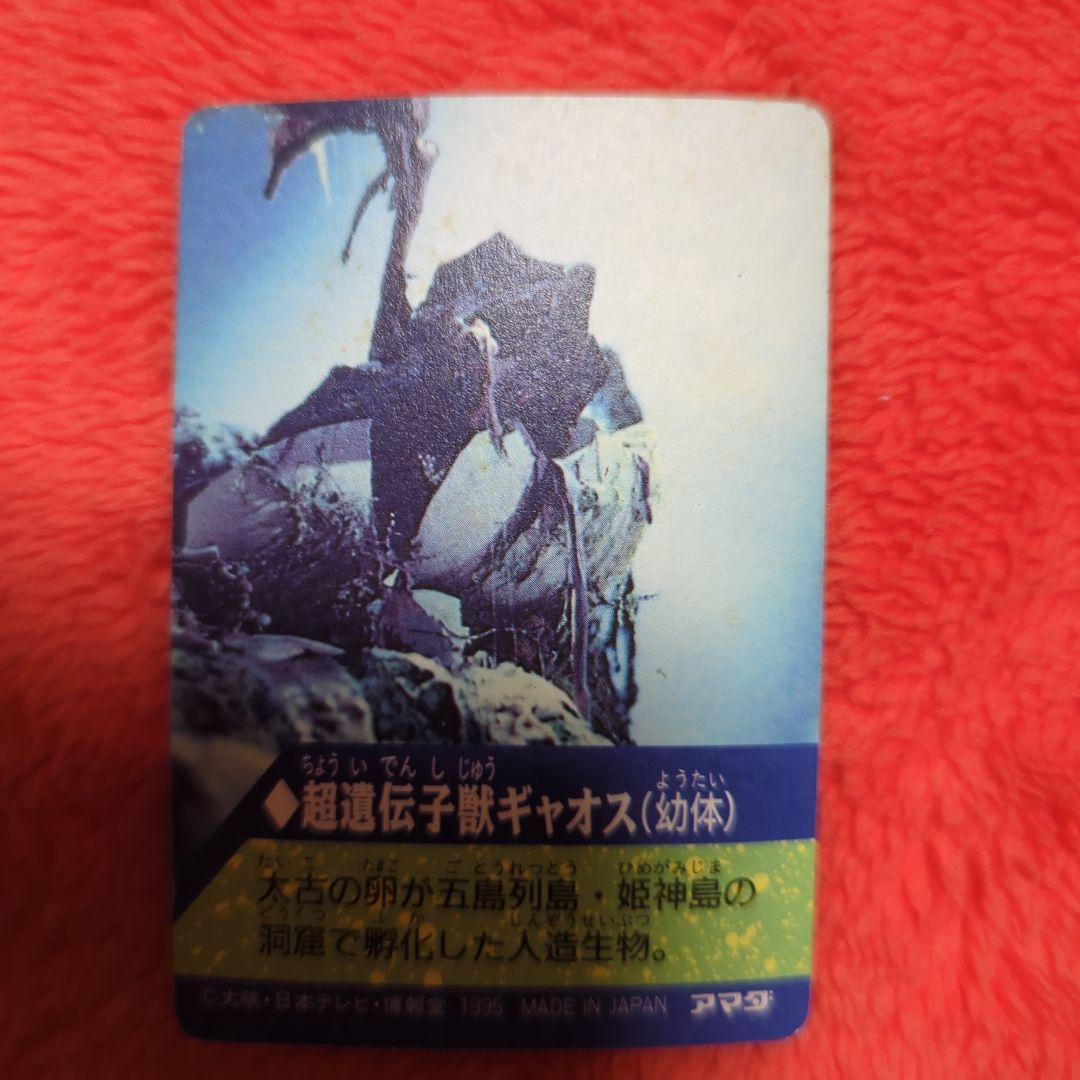 ちょう い でん し じゅう ようたい
◆超遺伝子獣ギャオス(幼体)
たい こ たまご ご とうれっとう ひめがみじま
太古の卵が五島列島・姫神島の
どうくつ ふ か じんぞうせいぶつ
洞窟で孵化した人造生物。
©大映・日本テレビ・博報堂 1995 MADE IN JAPAN アマダ